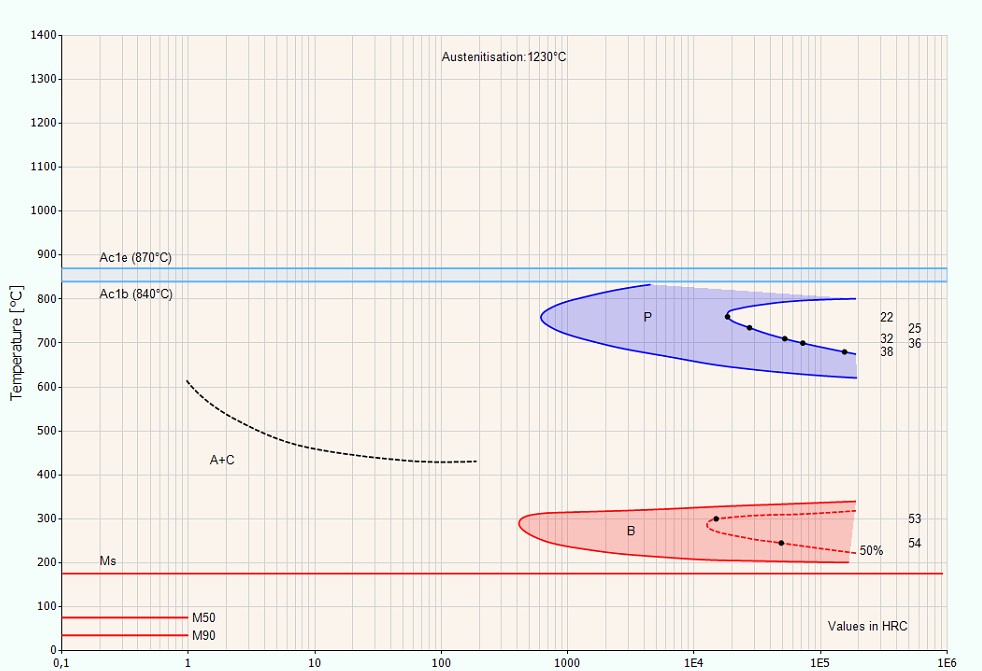 1400
Austenitisation:1230°C
1300
1200
1100
1000
900
Ac1e (870°C)
Ac1b (840°C)
800
P
22
25
700
32
36
38
Temperature [°C]
600
500
A+C
400
300
B
53
54
50%
200
Ms
100
M50
M90
Values in HRC
0
0,1
1
10
100
1000
1E4
1E5
1E6